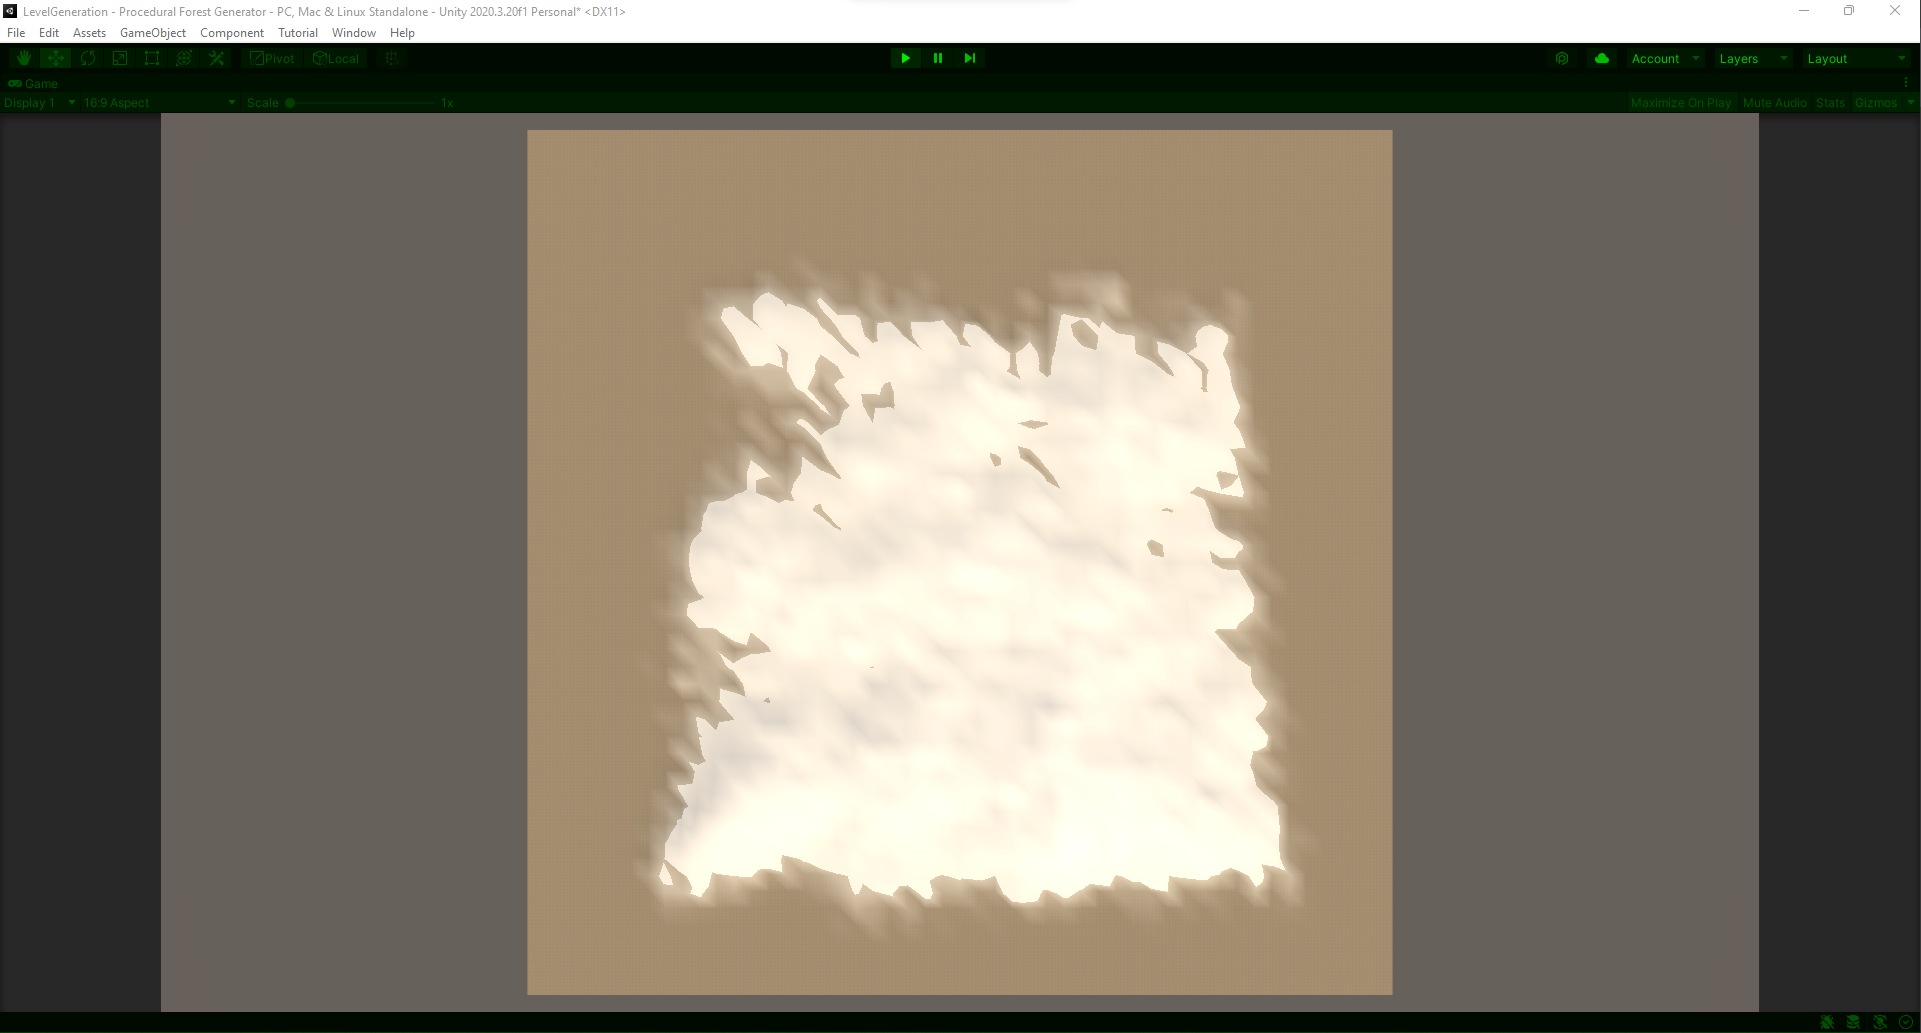 LevelGeneration - Procedural Forest Generator - PC, Mac & Linux Standalone - Unity 2020.3.20f1 Personal* <DX11>
File Edit Assets GameObject Component Tutorial Window Help
Pivot Local Account Layers Layout
Game
Display 1 16:9 Aspect Scale 1x Maximize On Play Mute Audio Stats Gizmos